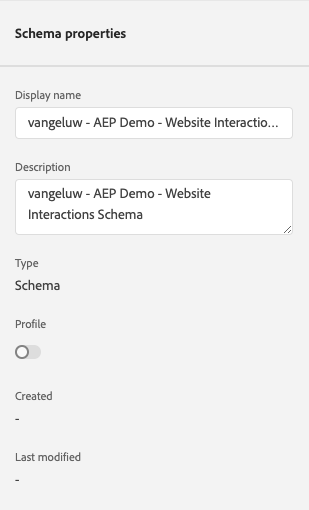 Schema properties
Display name
vangeluw - AEP Demo - Website Interactio...
Description
vangeluw - AEP Demo - Website
Interactions Schema
Type
Schema
Profile
Created
-
Last modified
-